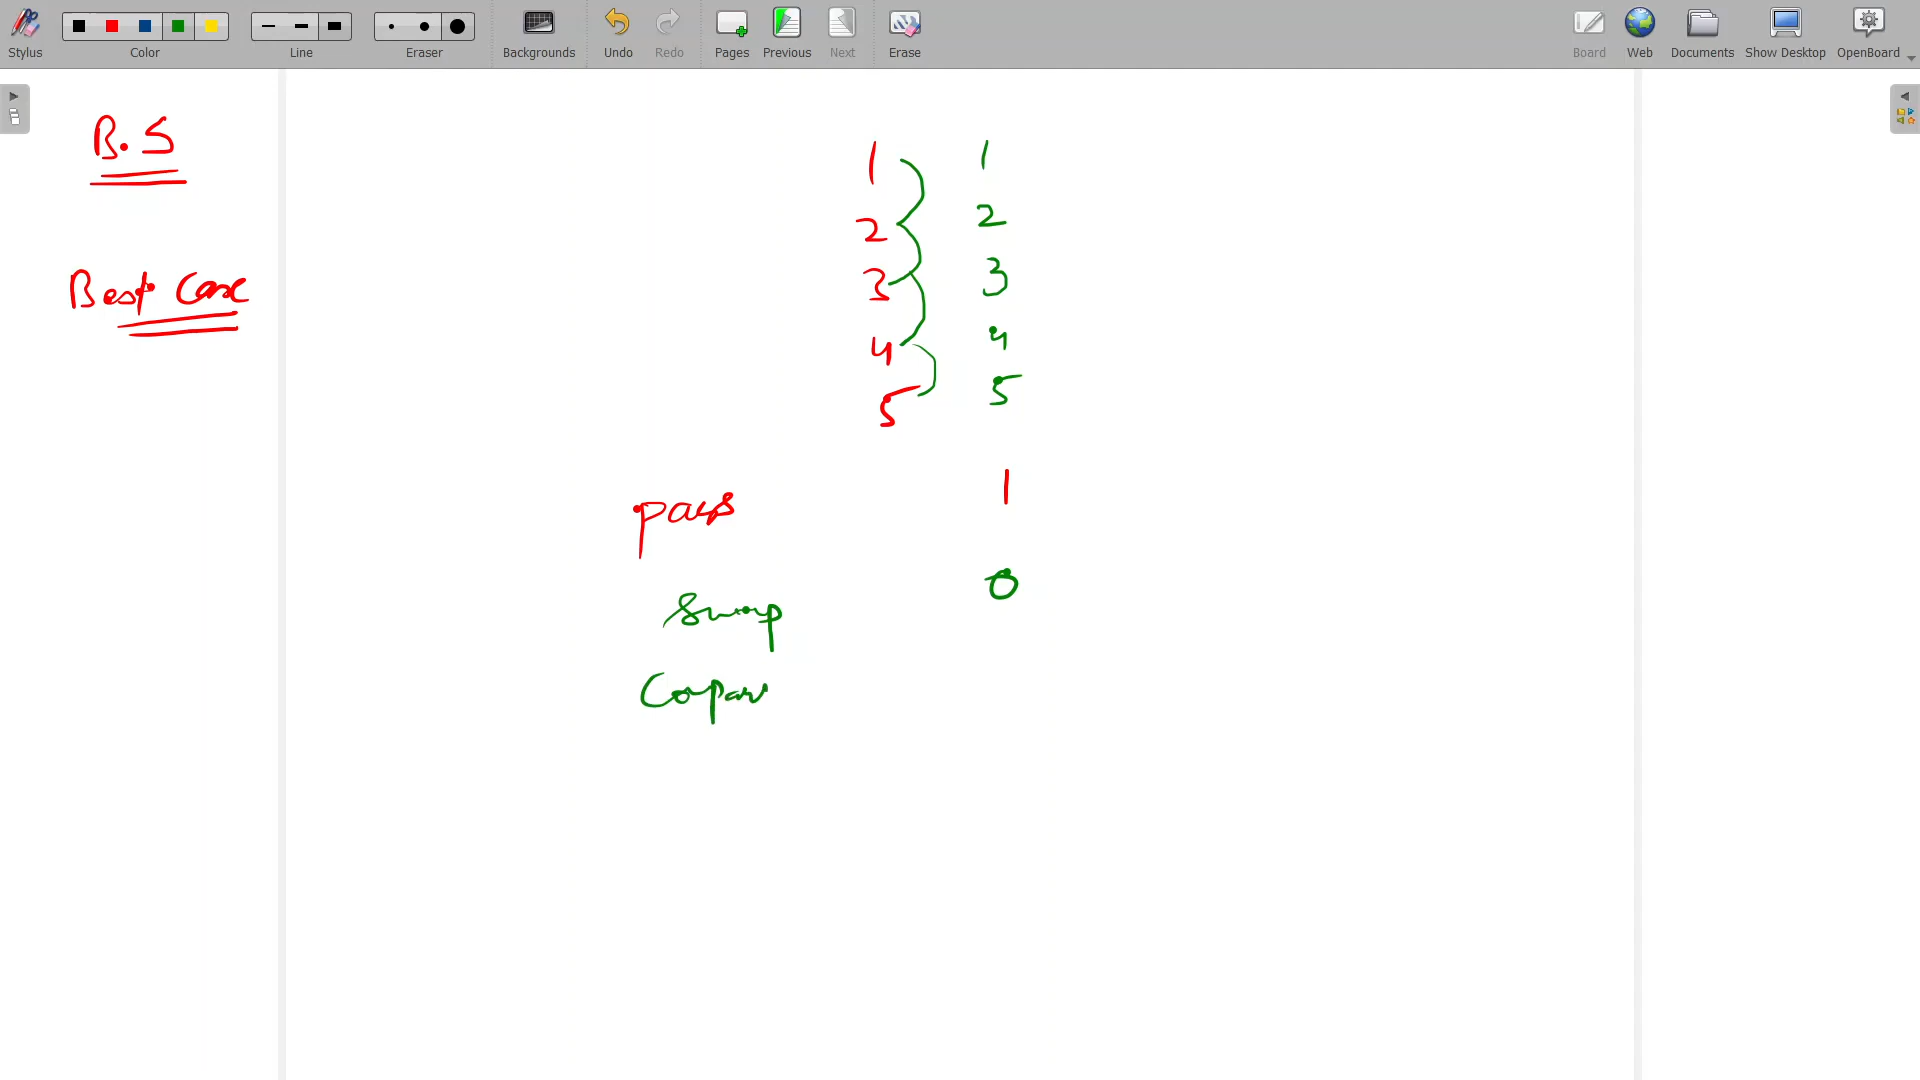 Stylus Color Line Eraser Backgrounds Undo Redo Pages Previous Next Erase Board Web Documents Show Desktop OpenBoard
B.S
Best Case
1 1
2 2
3 3
4 4
5 5
pass 1
Swap 0
Compar